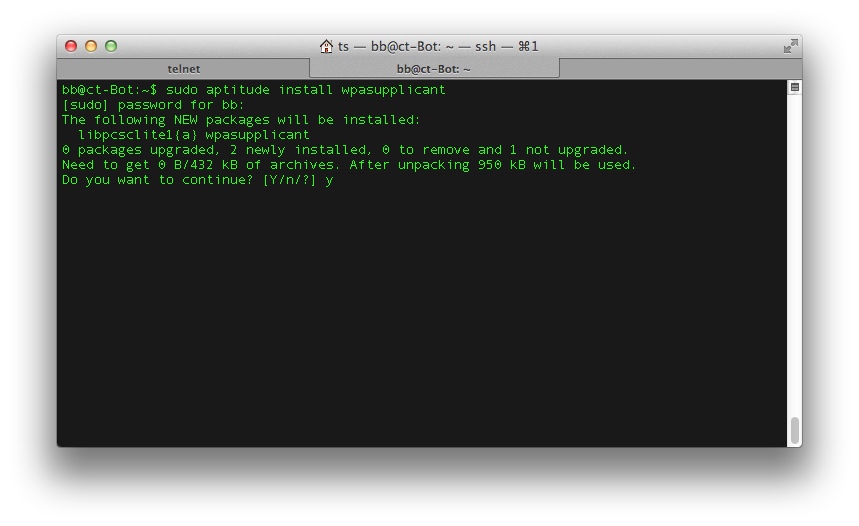 ts — bb@ct-Bot: ~ — ssh — ⌘1
telnet
bb@ct-Bot: ~
bb@ct-Bot:~$ sudo aptitude install wpasupplicant
[sudo] password for bb:
The following NEW packages will be installed:
  libpcsclite1{a} wpasupplicant
0 packages upgraded, 2 newly installed, 0 to remove and 1 not upgraded.
Need to get 0 B/432 kB of archives. After unpacking 950 kB will be used.
Do you want to continue? [Y/n/?] y